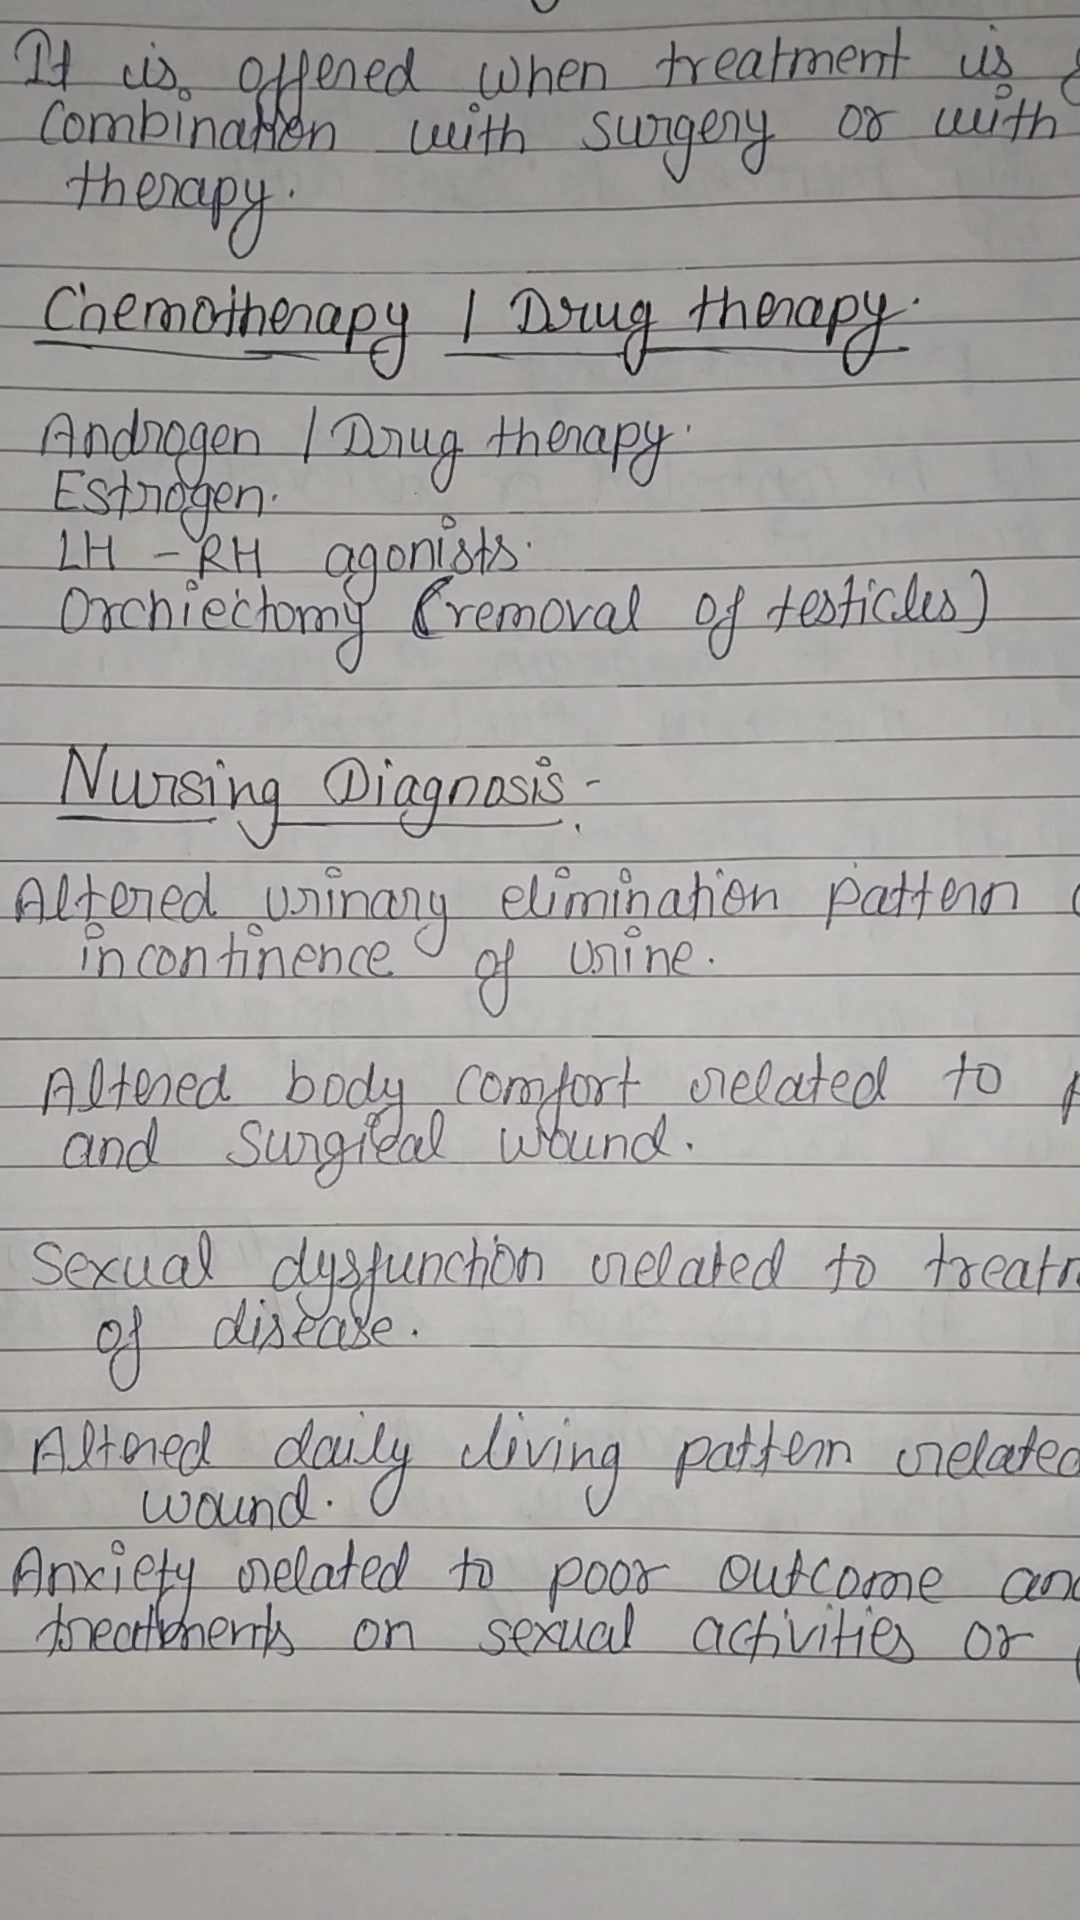 It is offered when treatment is
combination with surgery or with
therapy.
Chemotherapy / Drug therapy.
Androgen / Drug therapy.
Estrogen.
LH - RH agonists.
Orchiectomy (removal of testicles)
Nursing Diagnosis -
Altered urinary elimination pattern
incontinence of urine.
Altered body comfort related to
and surgical wound.
Sexual dysfunction related to treatm
of disease.
Altered daily living pattern related
wound.
Anxiety related to poor outcome and
treatments on sexual activities or